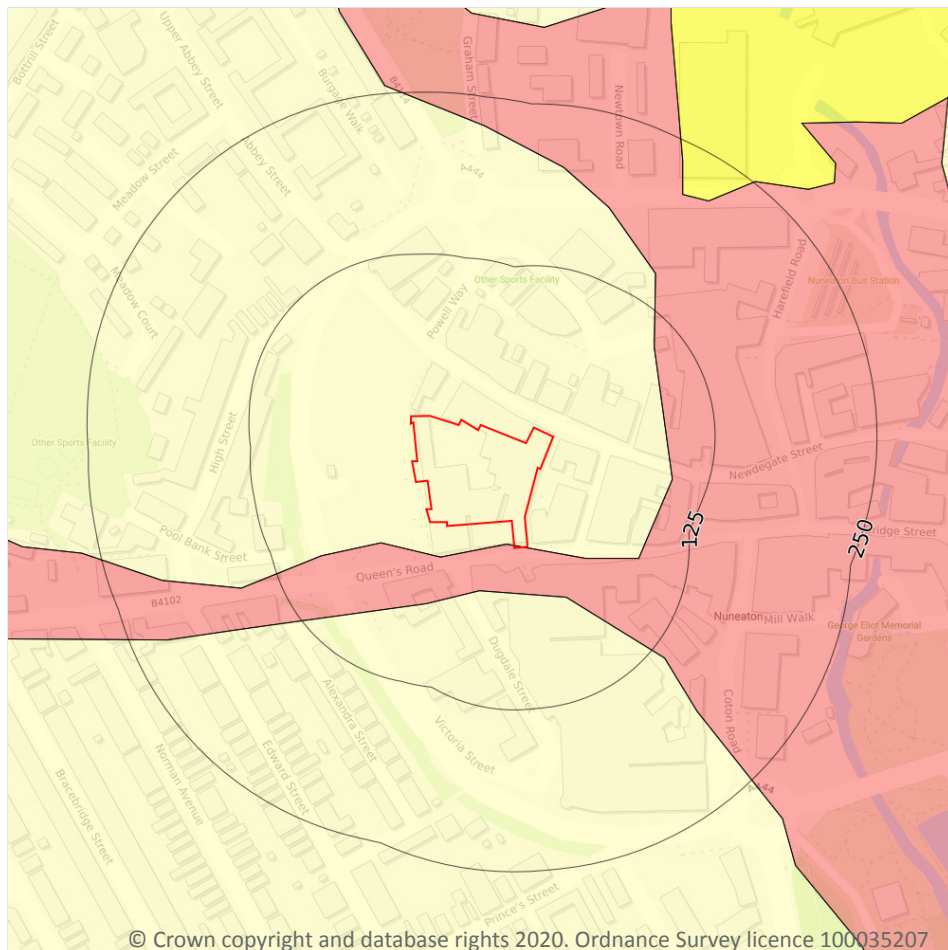 Bottrill Street
Upper Abbey Street
Burgage Walk
B4114
Graham Street
Newtown Road
Abbey Street
Meadow Street
A444
Harefield Road
Meadow Court
Other Sports Facility
Nuneaton Bus Station
Powell Way
High Street
Other Sports Facility
Newdegate Street
Pool Bank Street
125
250
Bridge Street
Queen's Road
B4102
Nuneaton
Mill Walk
George Eliot Memorial
Gardens
Dugdale Street
Alexandra Street
Coton Road
Victoria Street
Norman Avenue
Edward Street
A444
Bracebridge Street
Prince's Street
© Crown copyright and database rights 2020. Ordnance Survey licence 100035207